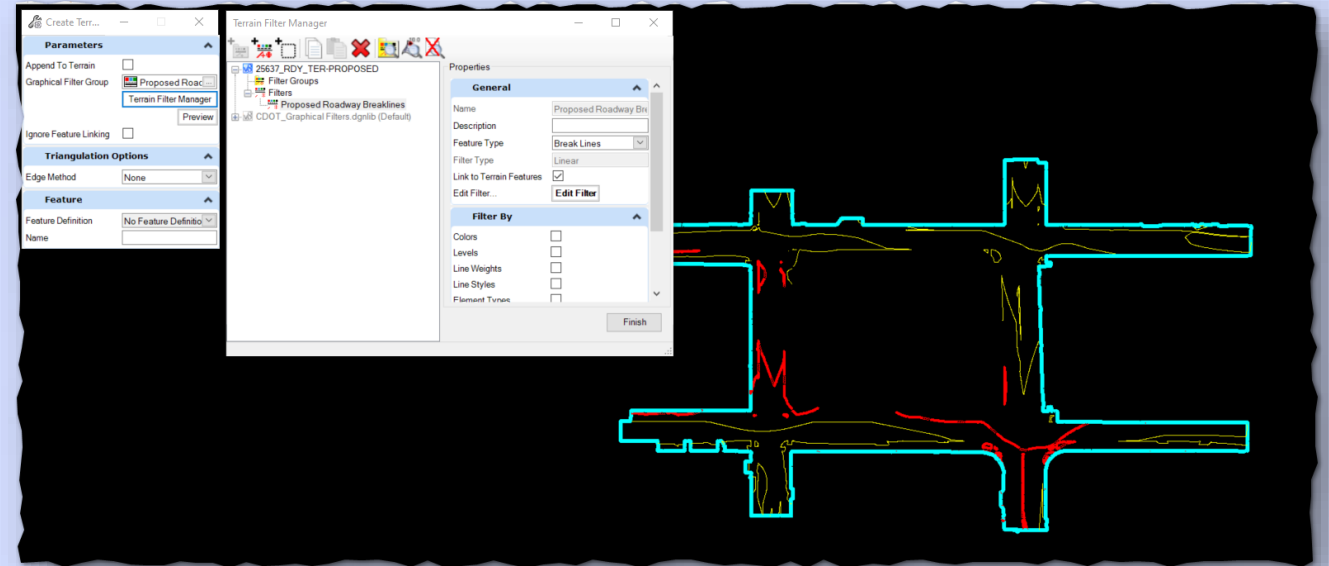 Create Terr...
Parameters
Append To Terrain
Graphical Filter Group
Proposed Roac
...
Terrain Filter Manager
Preview
Ignore Feature Linking
Triangulation Options
Edge Method
None
Feature
Feature Definition
No Feature Definitio
Name
Terrain Filter Manager
25637_RDY_TER-PROPOSED
Filter Groups
Filters
Proposed Roadway Breaklines
CDOT_Graphical Filters.dgnlib (Default)
Properties
General
Name
Proposed Roadway Bre
Description
Feature Type
Break Lines
Filter Type
Linear
Link to Terrain Features
Edit Filter...
Edit Filter
Filter By
Colors
Levels
Line Weights
Line Styles
Element Types
Finish